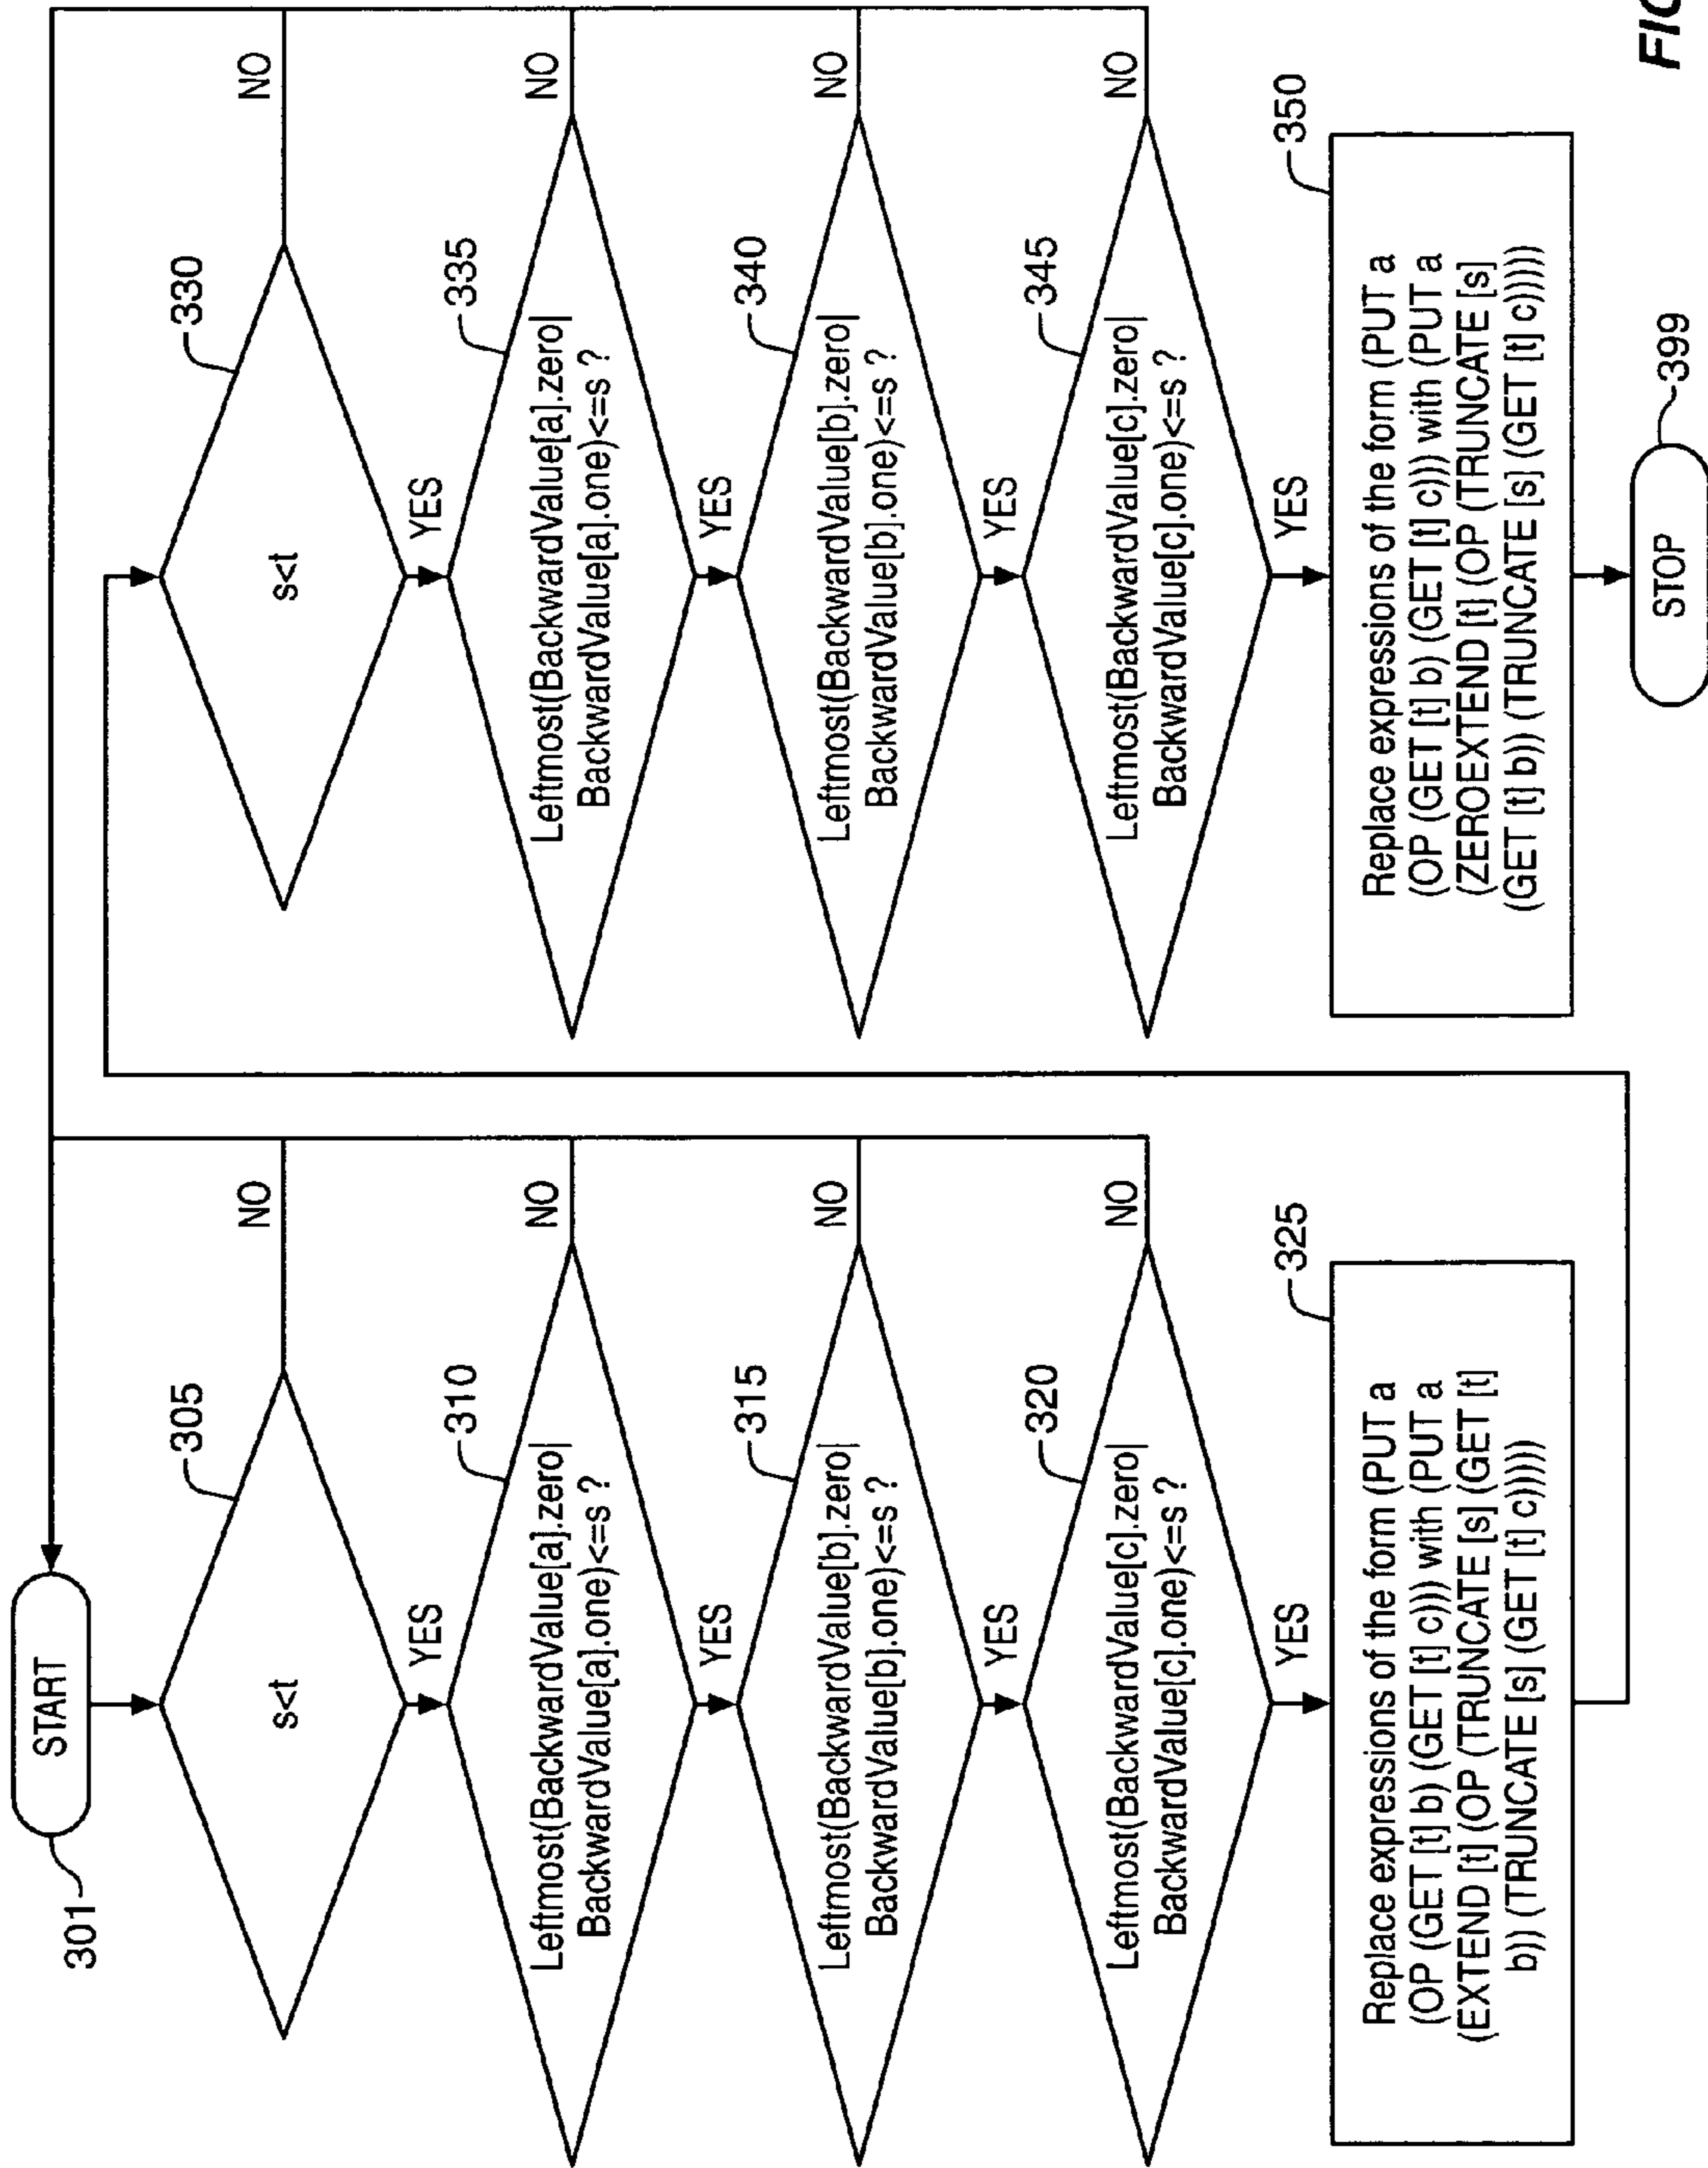 301
START
305
s<t
NO
YES
310
Leftmost(BackwardValue[a].zero|
BackwardValue[a].one)<=s ?
NO
YES
315
Leftmost(BackwardValue[b].zero|
BackwardValue[b].one)<=s ?
NO
YES
320
Leftmost(BackwardValue[c].zero|
BackwardValue[c].one)<=s ?
NO
YES
325
Replace expressions of the form (PUT a
(OP (GET [t] b) (GET [t] c))) with (PUT a
(EXTEND [t] (OP (TRUNCATE [s] (GET [t]
b)) (TRUNCATE [s] (GET [t] c)))))
330
s<t
NO
YES
335
Leftmost(BackwardValue[a].zero|
BackwardValue[a].one)<=s ?
NO
YES
340
Leftmost(BackwardValue[b].zero|
BackwardValue[b].one)<=s ?
NO
YES
345
Leftmost(BackwardValue[c].zero|
BackwardValue[c].one)<=s ?
NO
YES
350
Replace expressions of the form (PUT a
(OP (GET [t] b) (GET [t] c))) with (PUT a
(ZEROEXTEND [t] (OP (TRUNCATE [s]
(GET [t] b)) (TRUNCATE [s] (GET [t] c)))))
STOP
399